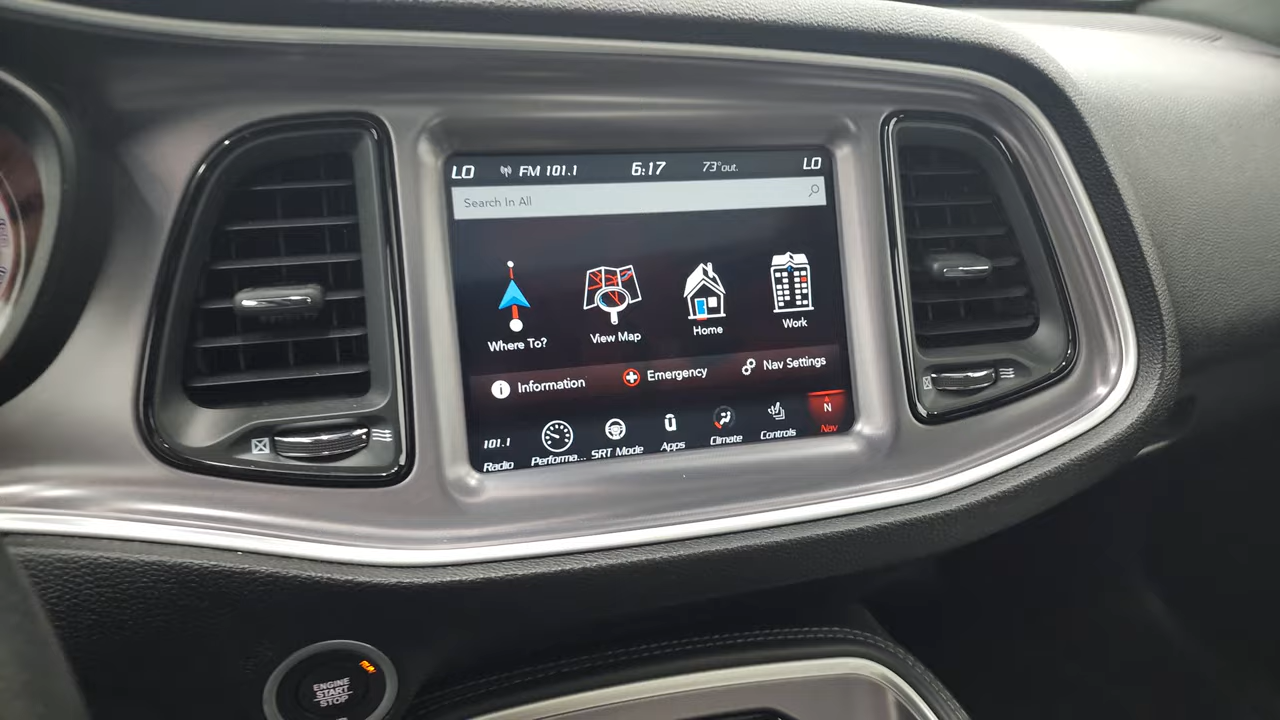 LO FM 101.1 6:17 73°out. LO
Search In All
Where To? View Map Home Work
Information Emergency Nav Settings
101.1 N
Radio Performa... SRT Mode Apps Climate Controls Nav
RUN
ENGINE
START
STOP